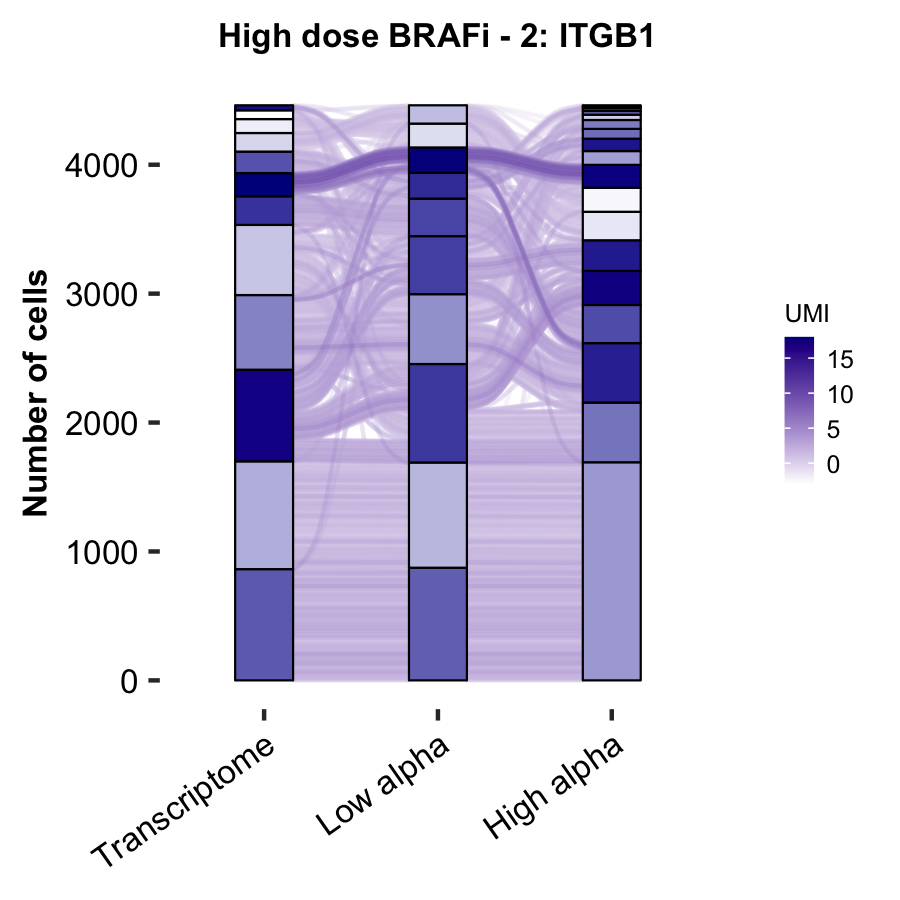 High dose BRAFi - 2: ITGB1
Number of cells
4000
3000
2000
1000
0
Transcriptome
Low alpha
High alpha
UMI
15
10
5
0